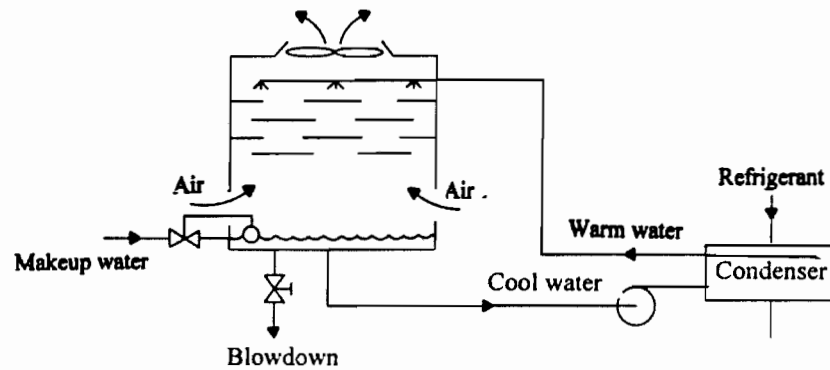 Air
Air
Refrigerant
Makeup water
Warm water
Condenser
Cool water
Blowdown